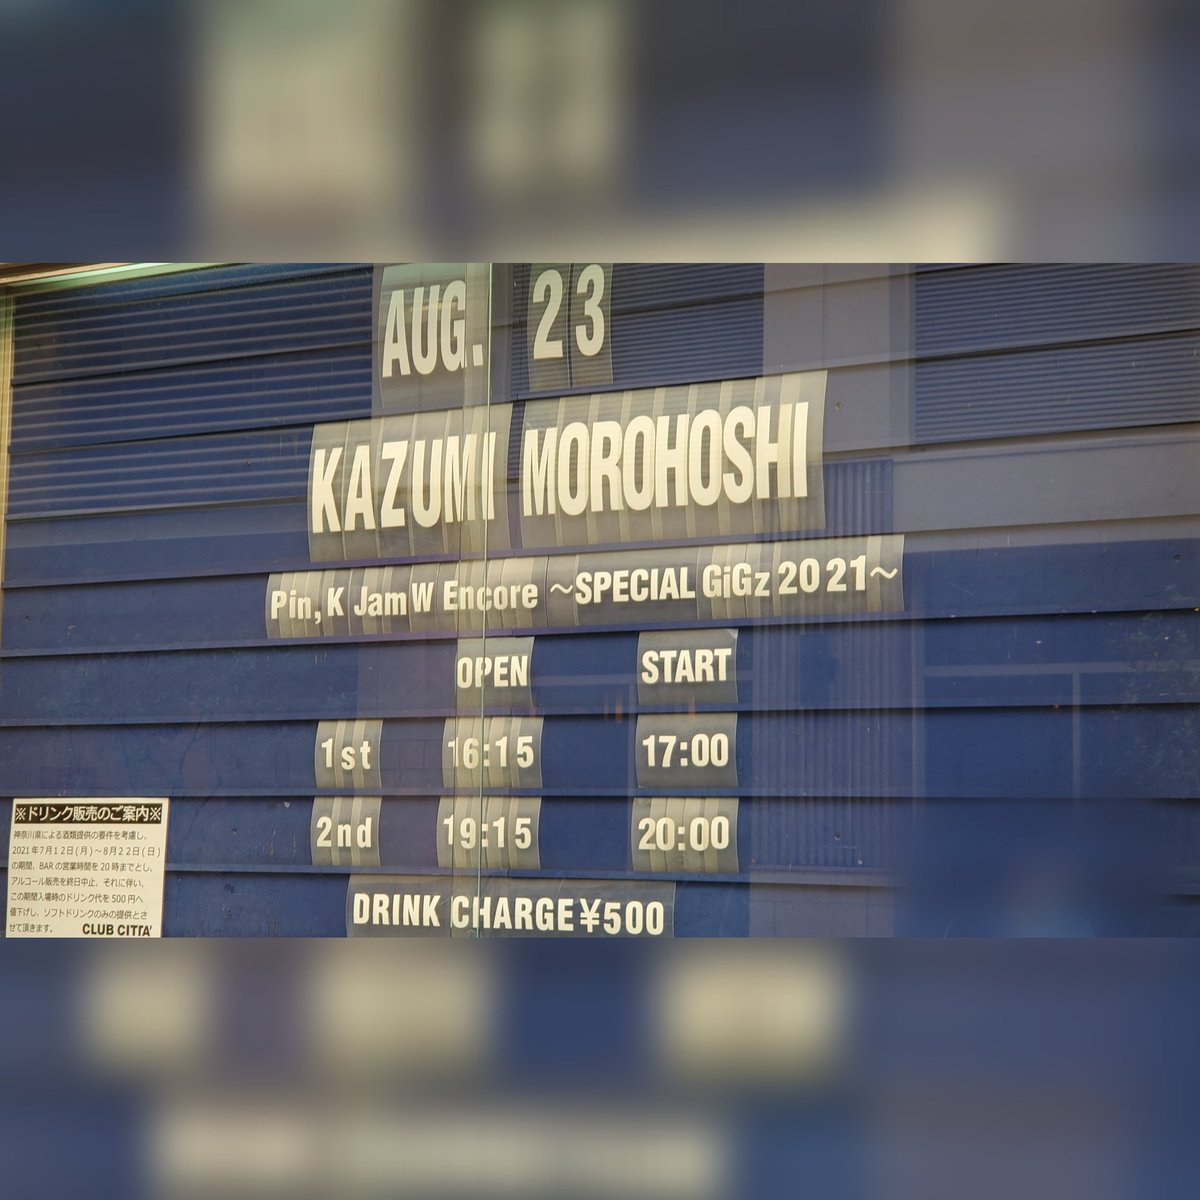 AUG. 23
KAZUMI MOROHOSHI
Pin,K Jam W Encore ～SPECIAL GiGz 2021～
OPEN START
1st 16:15 17:00
2nd 19:15 20:00
DRINK CHARGE¥500
※ドリンク販売のご案内※
神奈川県による酒類提供の要件を考慮し、
2021年7月12日(月)～8月22日(日)
の期間、BARの営業時間を20時までとし、
アルコール販売を終日中止、それに伴い、
この期間入場時のドリンク代を500円へ
値下げし、ソフトドリンクのみの提供とさ
せて頂きます。 CLUB CITTA'